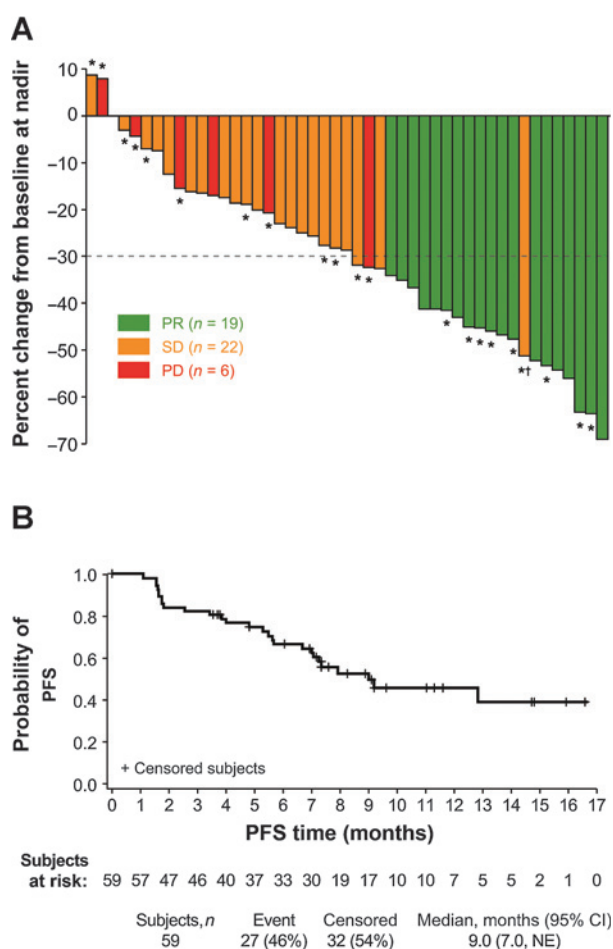 A
Percent change from baseline at nadir
10
0
–10
–20
–30
–40
–50
–60
–70
* *
* * * * * * * * * * * * * * * *† * * *
PR (n = 19)
SD (n = 22)
PD (n = 6)
B
Probability of PFS
1.0
0.8
0.6
0.4
0.2
0.0
+ Censored subjects
0 1 2 3 4 5 6 7 8 9 10 11 12 13 14 15 16 17
PFS time (months)
Subjects
at risk: 59 57 47 46 40 37 33 30 19 17 10 10 7 5 5 2 1 0
Subjects, n Event Censored Median, months (95% CI)
59 27 (46%) 32 (54%) 9.0 (7.0, NE)